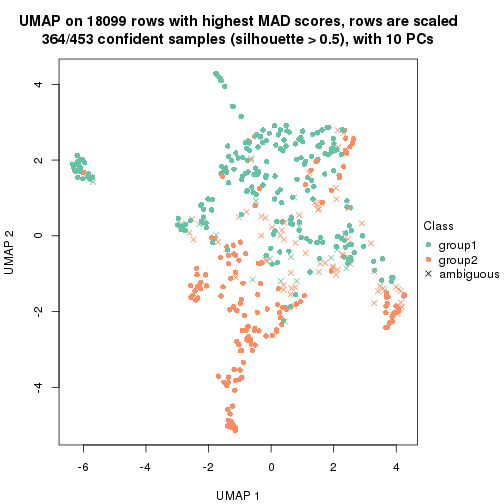 UMAP on 18099 rows with highest MAD scores, rows are scaled
364/453 confident samples (silhouette > 0.5), with 10 PCs
4
2
0
-2
-4
UMAP 2
-6
-4
-2
0
2
4
UMAP 1
Class
group1
group2
ambiguous